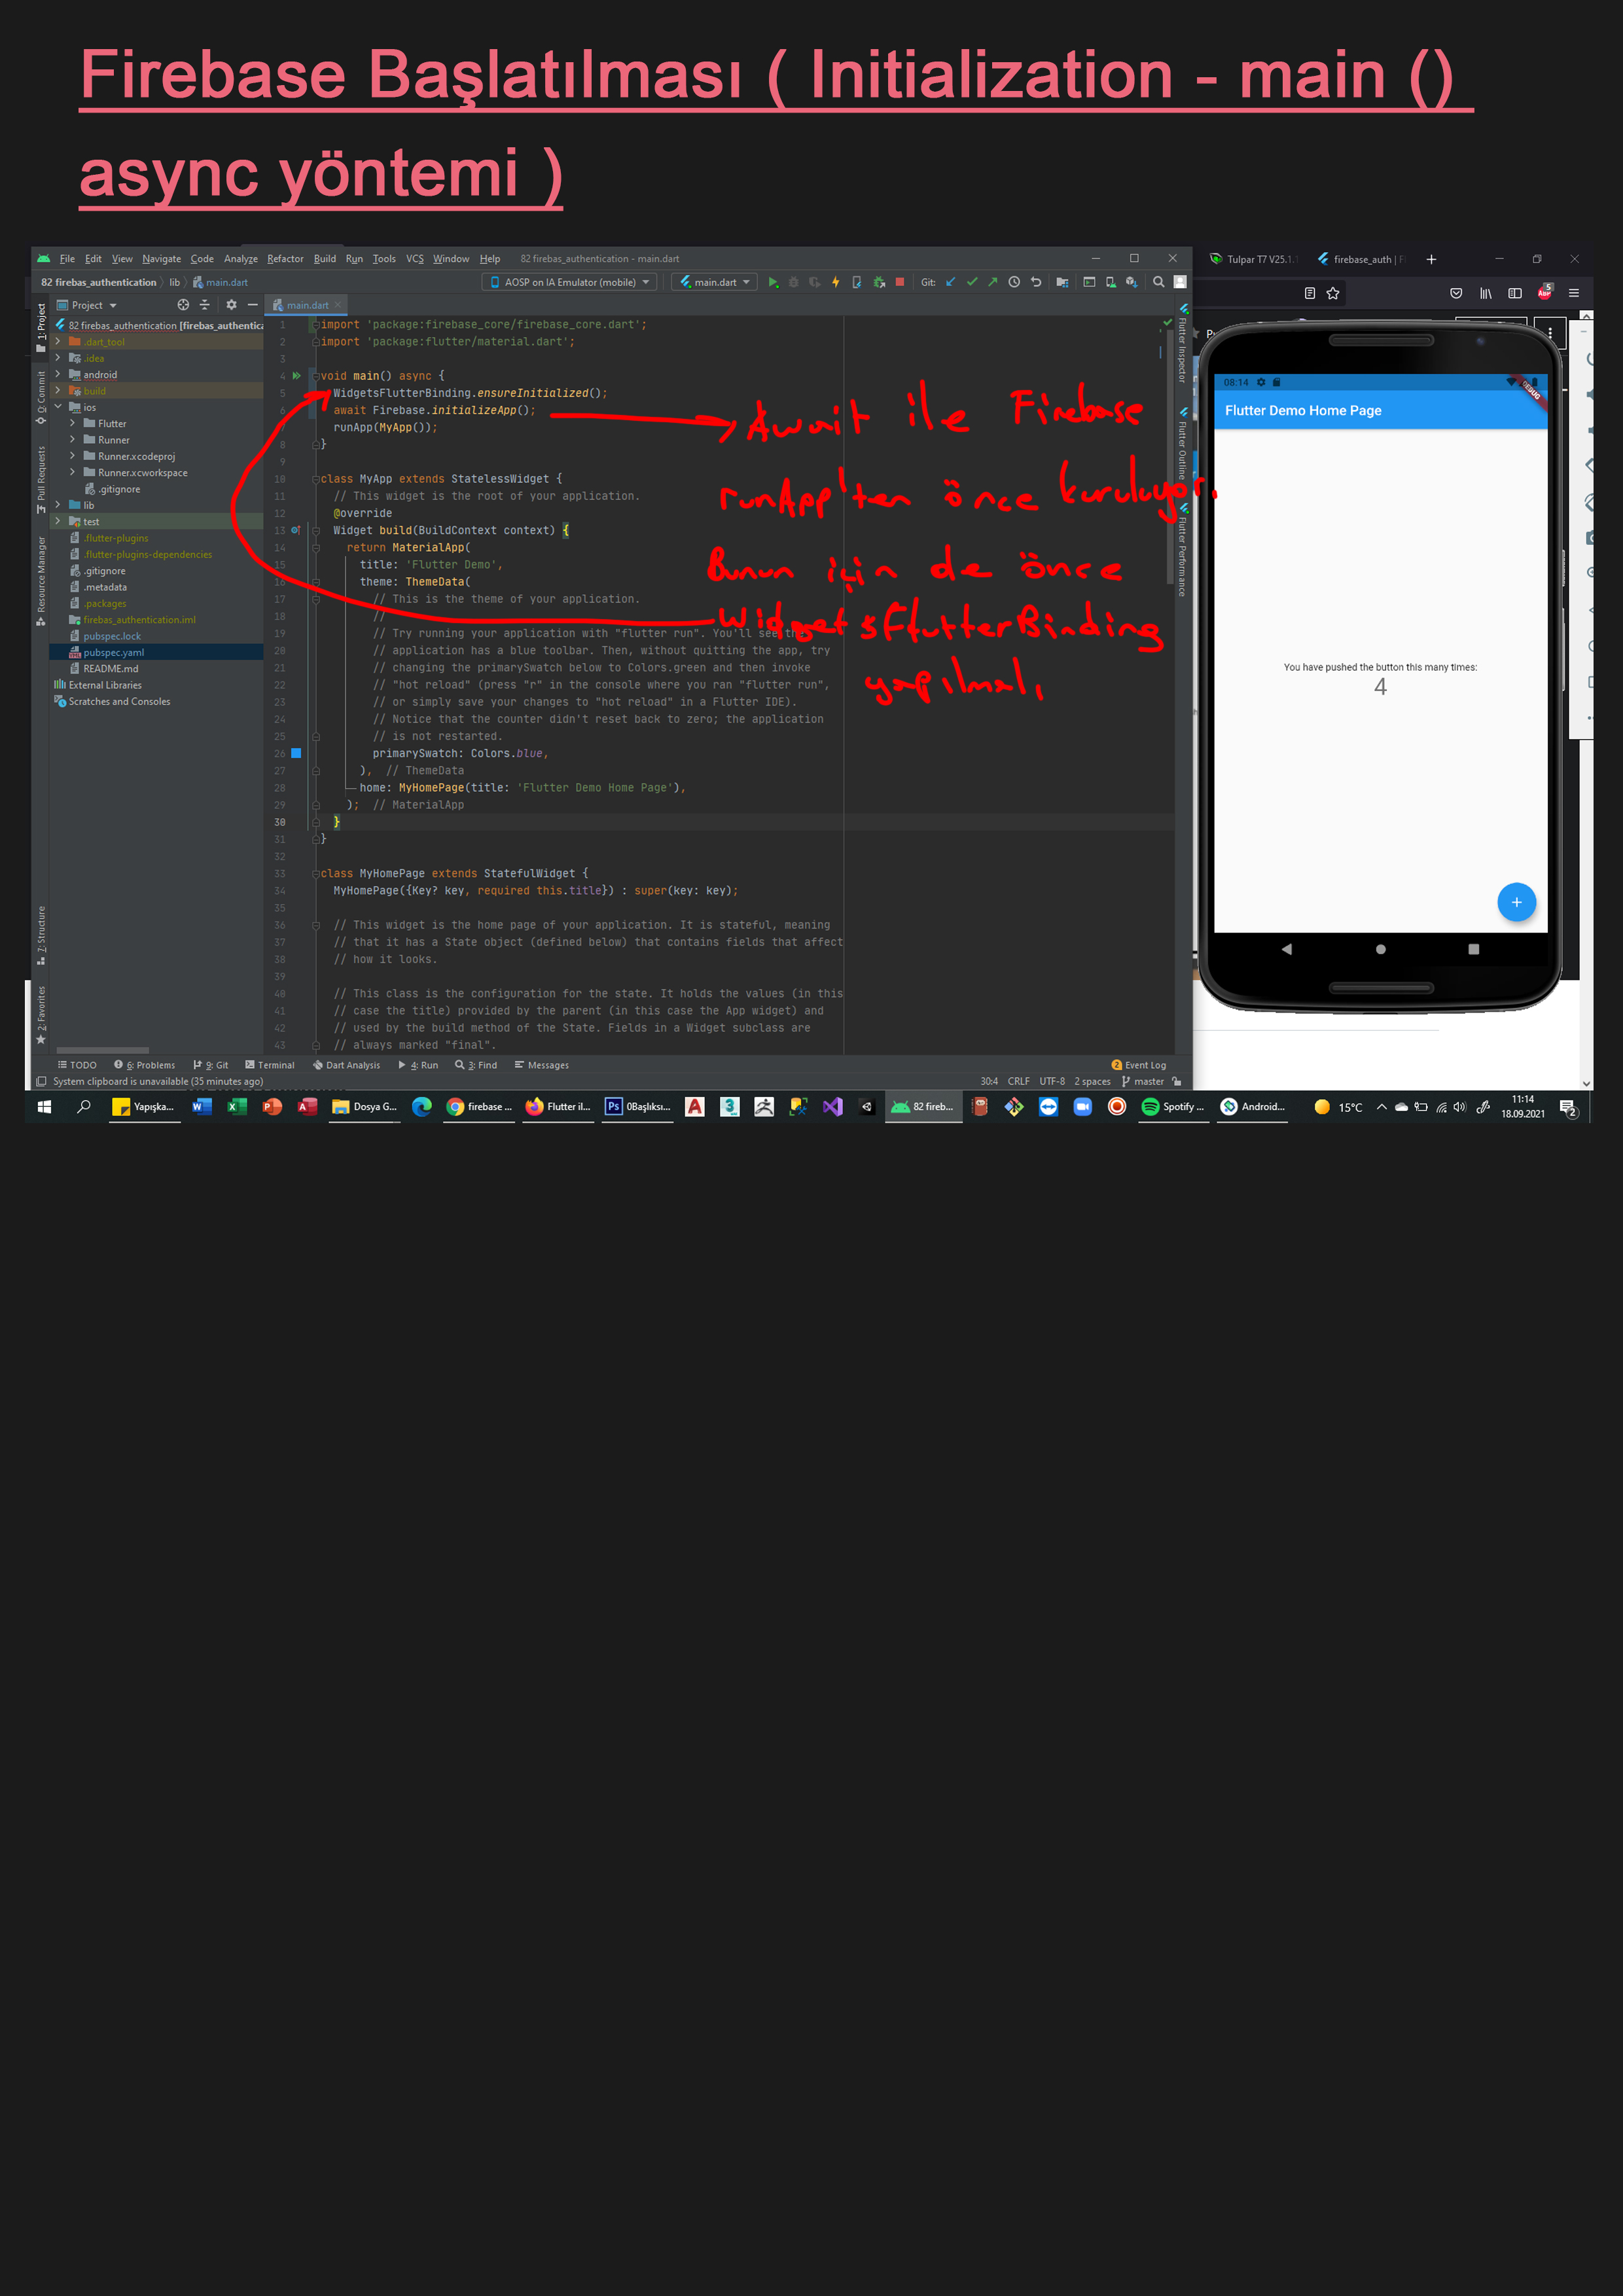 Firebase Başlatılması ( Initialization - main ()
async yöntemi )
File Edit View Navigate Code Analyze Refactor Build Run Tools VCS Window Help 82 firebas_authentication - main.dart
Tulpar T7 V25.1.
firebase_auth | F
82 firebas_authentication lib main.dart
AOSP on IA Emulator (mobile)
main.dart
Git:
Project
main.dart
1: Project
0: Commit
Pull Requests
Resource Manager
7: Structure
2: Favorites
82 firebas_authentication [firebas_authentica
.dart_tool
.idea
android
build
ios
Flutter
Runner
Runner.xcodeproj
Runner.xcworkspace
.gitignore
lib
test
.flutter-plugins
.flutter-plugins-dependencies
.gitignore
.metadata
.packages
firebas_authentication.iml
pubspec.lock
pubspec.yaml
README.md
External Libraries
Scratches and Consoles
1 import 'package:firebase_core/firebase_core.dart';
2 import 'package:flutter/material.dart';
3
4 void main() async {
5 WidgetsFlutterBinding.ensureInitialized();
6 await Firebase.initializeApp();
7 runApp(MyApp());
8 }
9
10 class MyApp extends StatelessWidget {
11 // This widget is the root of your application.
12 @override
13 Widget build(BuildContext context) {
14 return MaterialApp(
15 title: 'Flutter Demo',
16 theme: ThemeData(
17 // This is the theme of your application.
18 //
19 // Try running your application with "flutter run". You'll see the
20 // application has a blue toolbar. Then, without quitting the app, try
21 // changing the primarySwatch below to Colors.green and then invoke
22 // "hot reload" (press "r" in the console where you ran "flutter run",
23 // or simply save your changes to "hot reload" in a Flutter IDE).
24 // Notice that the counter didn't reset back to zero; the application
25 // is not restarted.
26 primarySwatch: Colors.blue,
27 ), // ThemeData
28 home: MyHomePage(title: 'Flutter Demo Home Page'),
29 ); // MaterialApp
30 }
31 }
32
33 class MyHomePage extends StatefulWidget {
34 MyHomePage({Key? key, required this.title}) : super(key: key);
35
36 // This widget is the home page of your application. It is stateful, meaning
37 // that it has a State object (defined below) that contains fields that affect
38 // how it looks.
39
40 // This class is the configuration for the state. It holds the values (in this
41 // case the title) provided by the parent (in this case the App widget) and
42 // used by the build method of the State. Fields in a Widget subclass are
43 // always marked "final".
Await ile Firebase
runApp'ten önce kuruluyor.
Bunun için de önce
WidgetsFlutterBinding
yapılmalı
Flutter Inspector
Flutter Outline
Flutter Performance
08:14
DEBUG
Flutter Demo Home Page
You have pushed the button this many times:
4
+
TODO 6: Problems 9: Git Terminal Dart Analysis 4: Run 3: Find Messages
2 Event Log
System clipboard is unavailable (35 minutes ago)
30:4 CRLF UTF-8 2 spaces master
Yapışka... Dosya G... firebase ... Flutter il... 0Başlıksı... 82 fireb... Spotify ... Android...
15°C
11:14
18.09.2021
2